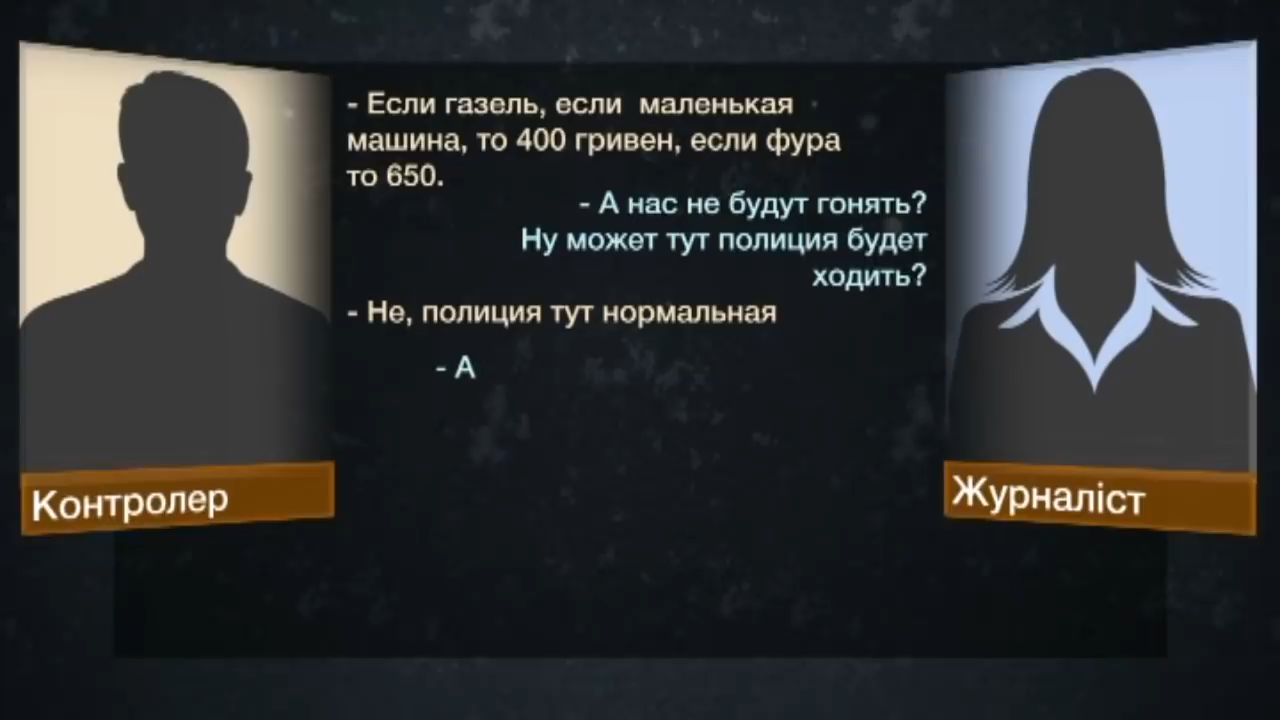 - Если газель, если маленькая
машина, то 400 гривен, если фура
то 650.
- А нас не будут гонять?
Ну может тут полиция будет
ходить?
- Не, полиция тут нормальная
- А
Контролер
Журналіст